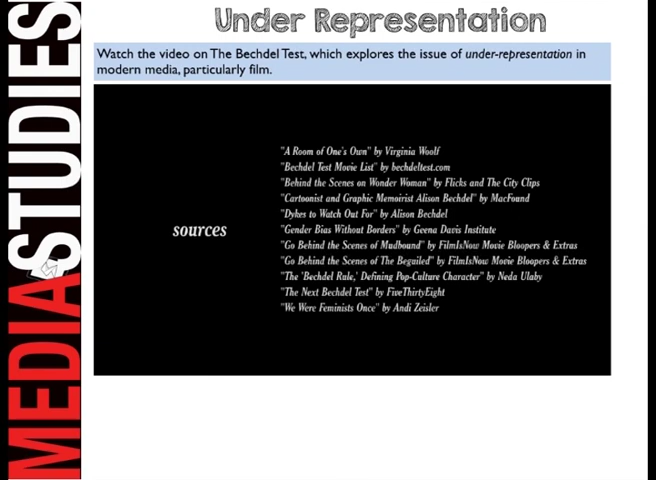 Under Representation
Watch the video on The Bechdel Test, which explores the issue of under-representation in
modern media, particularly film.
MEDIASTUDIES
sources
"A Room of One's Own" by Virginia Woolf
"Bechdel Test Movie List" by bechdeltest.com
"Behind the Scenes on Wonder Woman" by Flicks and The City Clips
"Cartoonist and Graphic Memoirist Alison Bechdel" by MacFound
"Dykes to Watch Out For" by Alison Bechdel
"Gender Bias Without Borders" by Geena Davis Institute
"Go Behind the Scenes of Mudbound" by FilmIsNow Movie Bloopers & Extras
"Go Behind the Scenes of The Beguiled" by FilmIsNow Movie Bloopers & Extras
"The 'Bechdel Rule,' Defining Pop-Culture Character" by Neda Ulaby
"The Next Bechdel Test" by FiveThirtyEight
"We Were Feminists Once" by Andi Zeisler